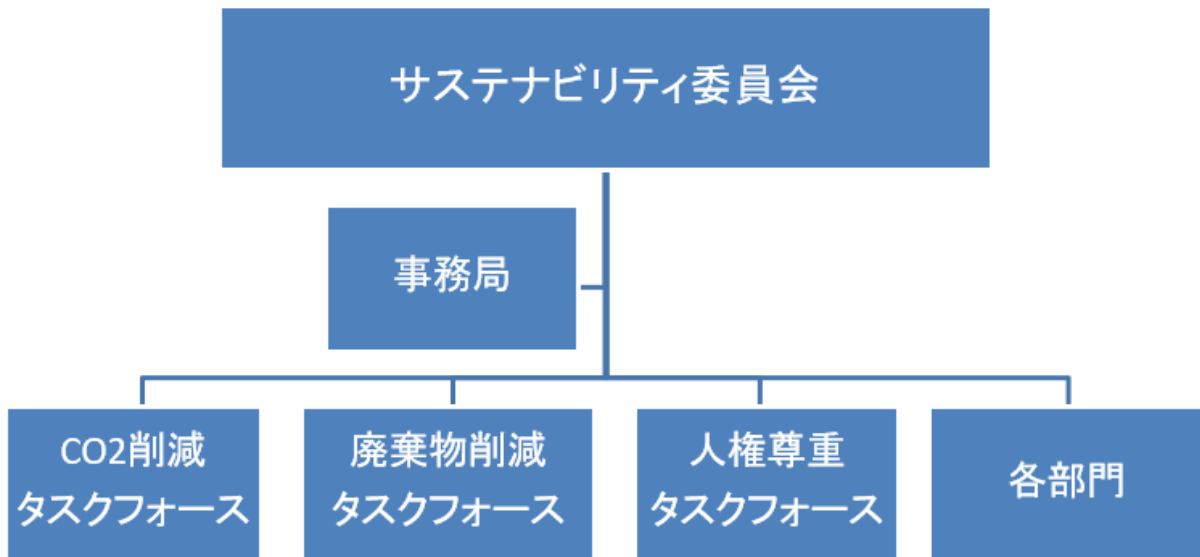 サステナビリティ委員会
事務局
CO2削減
タスクフォース
廃棄物削減
タスクフォース
人権尊重
タスクフォース
各部門